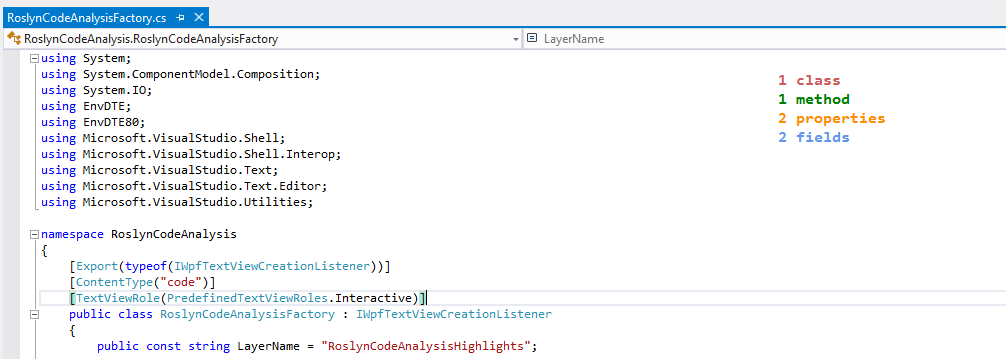 RoslynCodeAnalysisFactory.cs
RoslynCodeAnalysis.RoslynCodeAnalysisFactory
LayerName
using System;
using System.ComponentModel.Composition;
using System.IO;
using EnvDTE;
using EnvDTE80;
using Microsoft.VisualStudio.Shell;
using Microsoft.VisualStudio.Shell.Interop;
using Microsoft.VisualStudio.Text;
using Microsoft.VisualStudio.Text.Editor;
using Microsoft.VisualStudio.Utilities;
1 class
1 method
2 properties
2 fields
namespace RoslynCodeAnalysis
{
[Export(typeof(IWpfTextViewCreationListener))]
[ContentType("code")]
[TextViewRole(PredefinedTextViewRoles.Interactive)]
public class RoslynCodeAnalysisFactory : IWpfTextViewCreationListener
{
public const string LayerName = "RoslynCodeAnalysisHighlights";